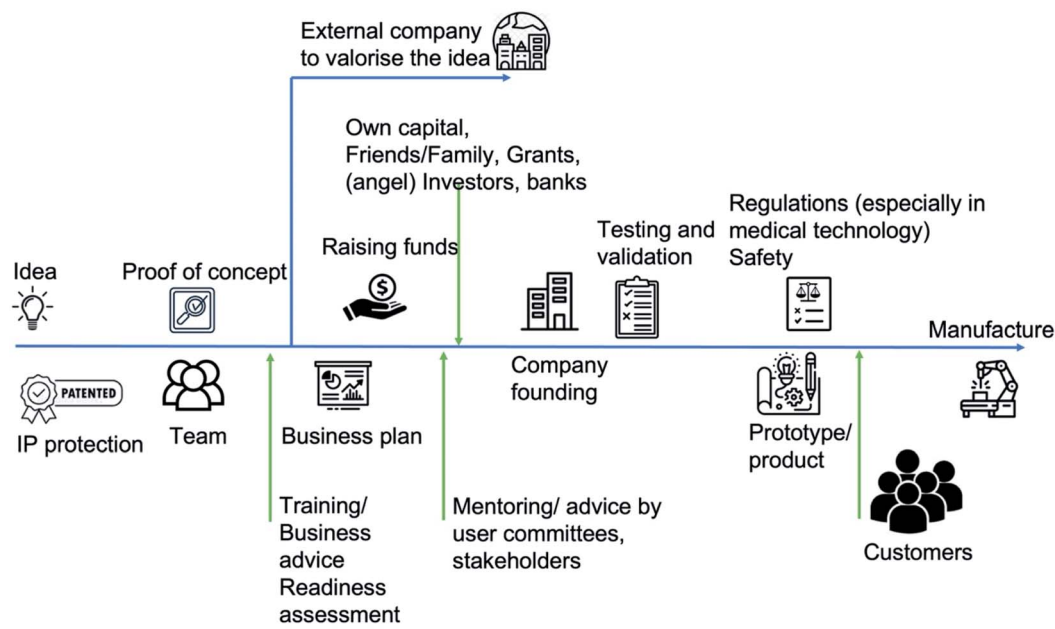 External company
to valorise the idea
Own capital,
Friends/Family, Grants,
(angel) Investors, banks
Regulations (especially in
medical technology)
Safety
Testing and
validation
Raising funds
Idea
Proof of concept
Manufacture
PATENTED
IP protection
Team
Business plan
Company
founding
Prototype/
product
Training/
Business
advice
Readiness
assessment
Mentoring/ advice by
user committees,
stakeholders
Customers